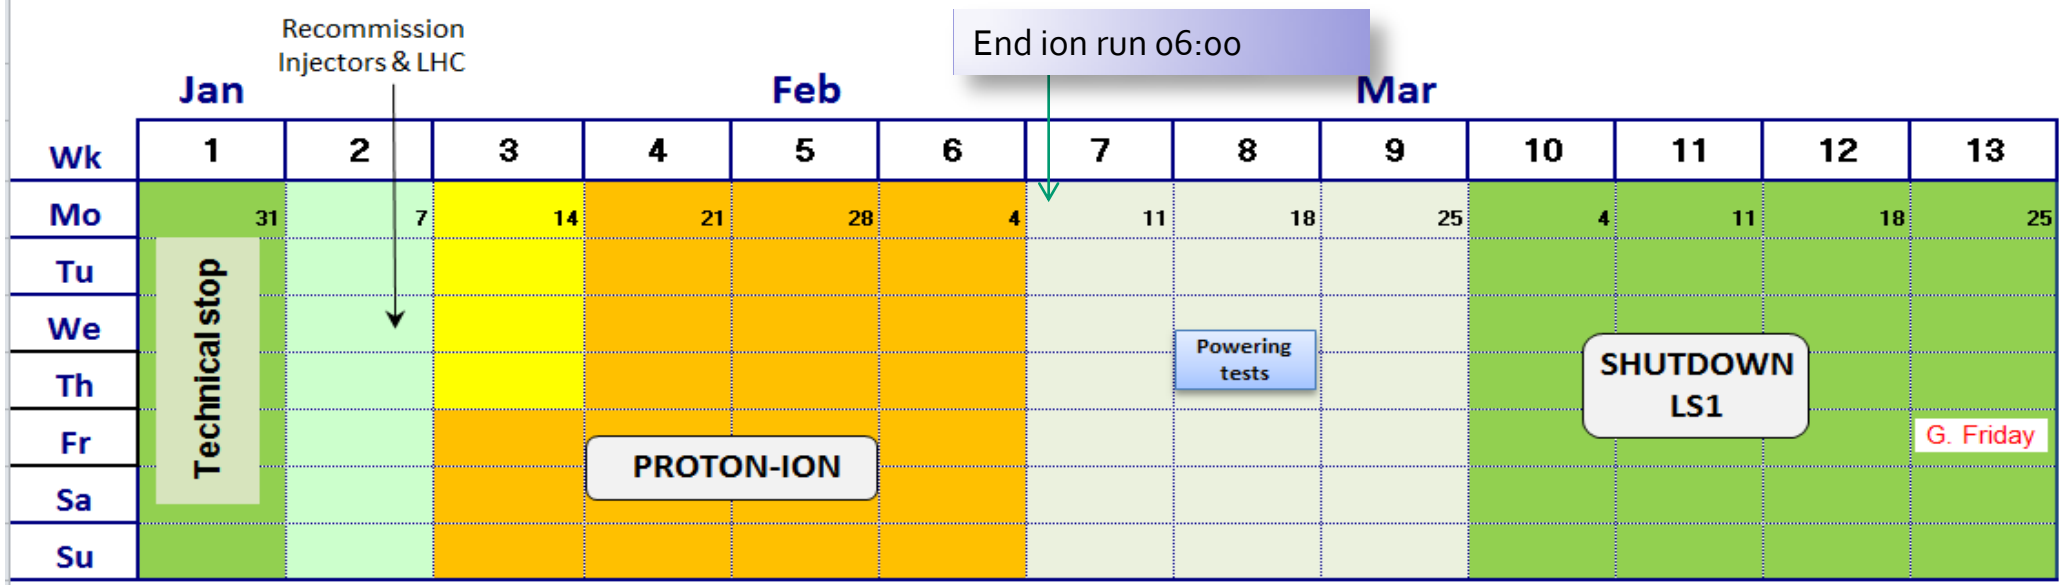 Recommission
Injectors & LHC
End ion run 06:00
Jan Feb Mar
Wk 1 2 3 4 5 6 7 8 9 10 11 12 13
Mo 31 7 14 21 28 4 11 18 25 4 11 18 25
Tu
We
Th
Fr
Sa
Su
Technical stop
PROTON-ION
Powering
tests
SHUTDOWN
LS1
G. Friday